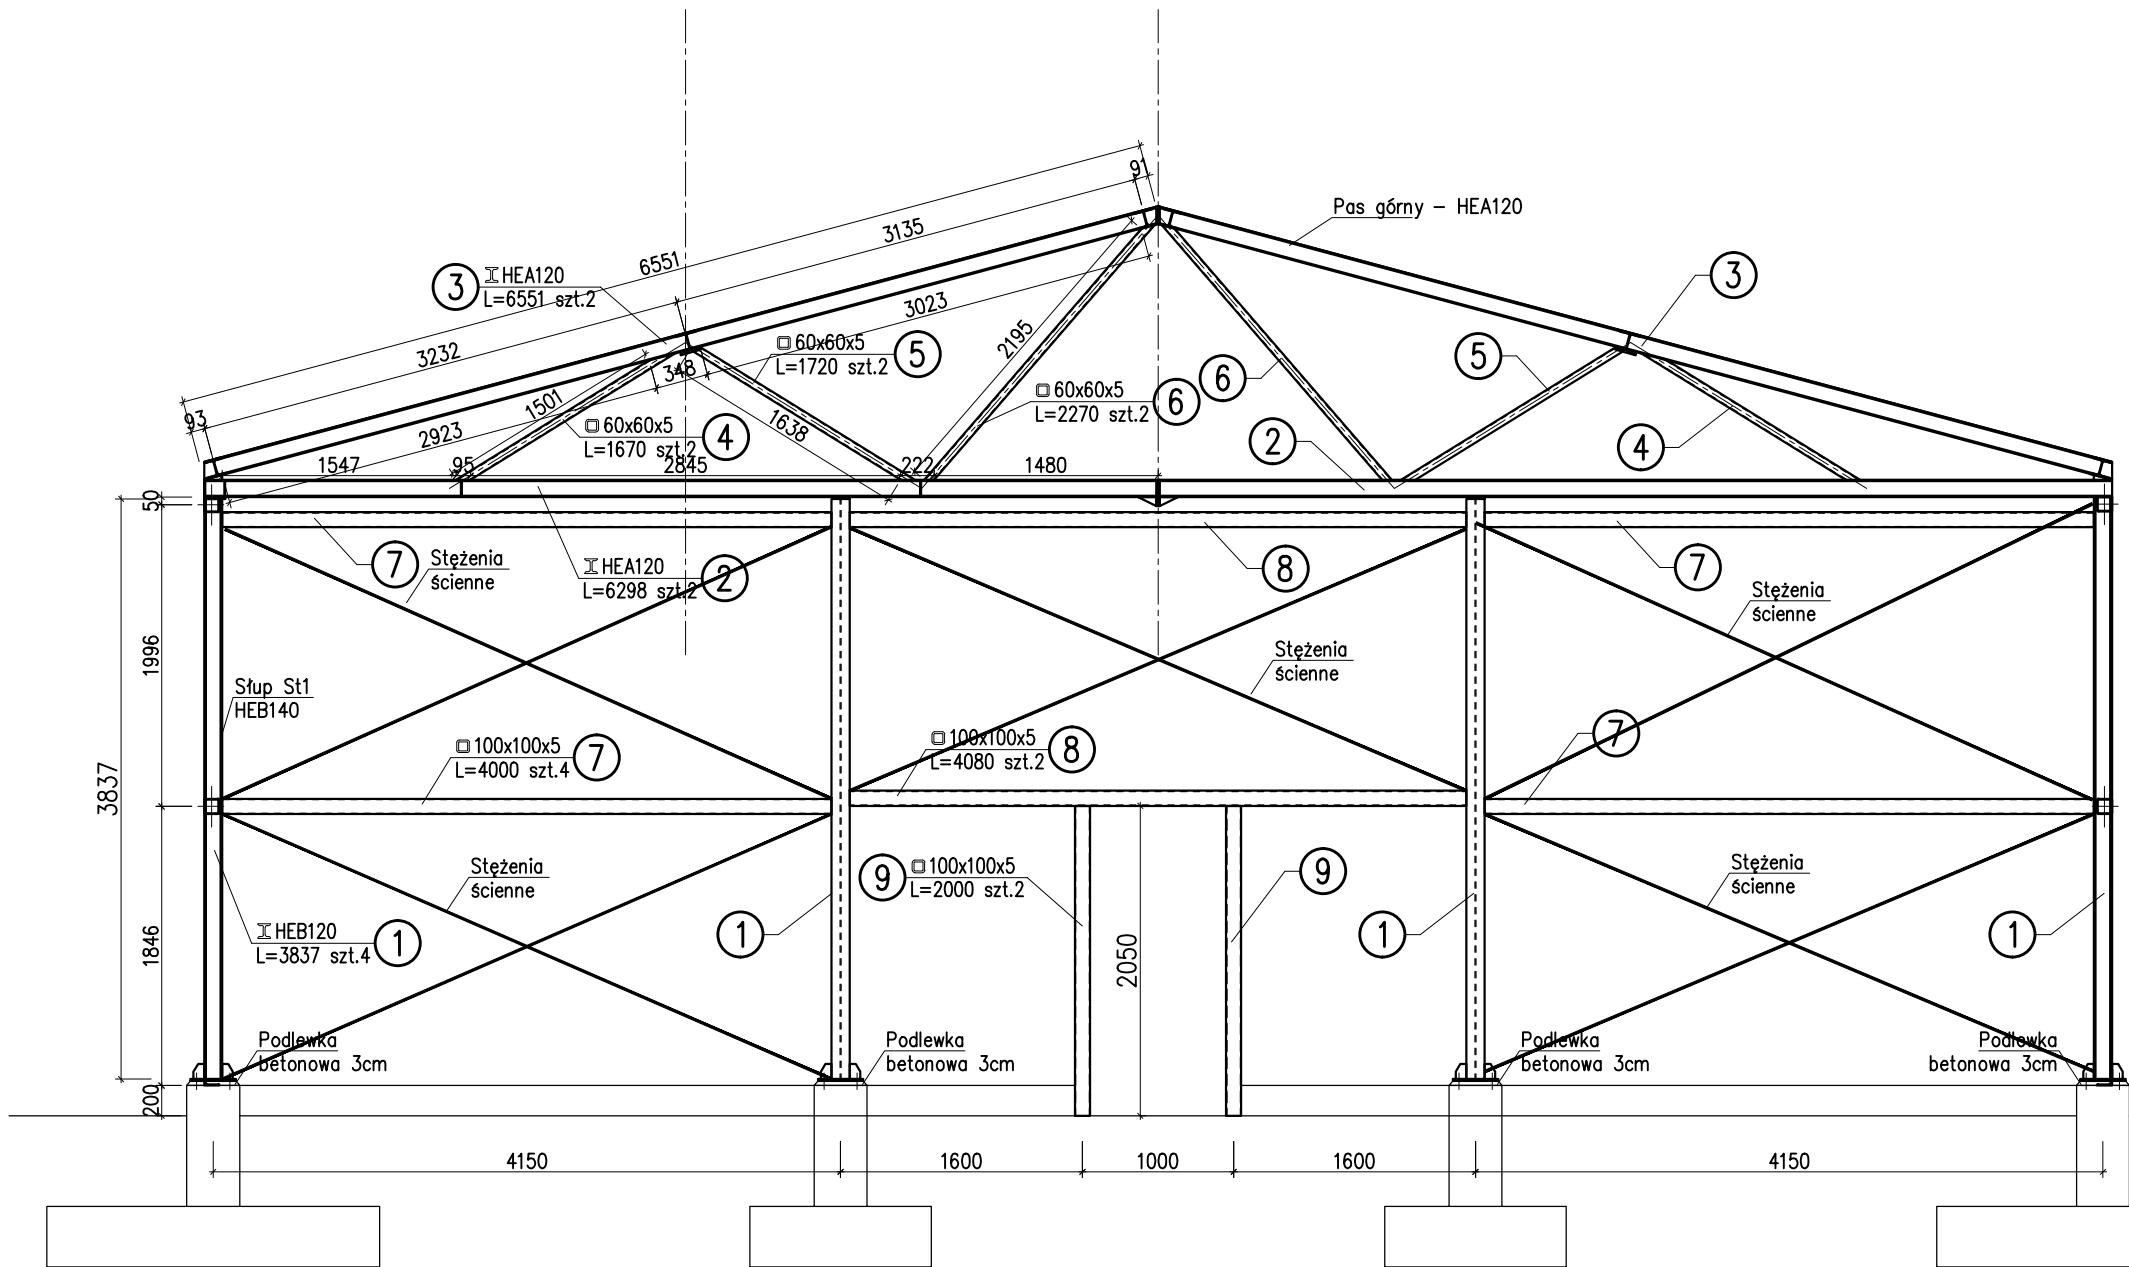 91
Pas górny – HEA120
3135
6551
3
HEA120
L=6551 szt.2
3
3023
2195
3232
60x60x5
L=1720 szt.2
5
348
5
6
60x60x5
L=2270 szt.2
6
1501
93
60x60x5
L=1670 szt.2
4
1638
2923
2
4
1547
95
2845
222
1480
50
7
Stężenia
ścienne
HEA120
L=6298 szt.2
2
8
7
Stężenia
ścienne
1996
Stężenia
ścienne
Słup St1
HEB140
100x100x5
L=4000 szt.4
7
100x100x5
L=4080 szt.2
8
7
3837
Stężenia
ścienne
9
100x100x5
L=2000 szt.2
9
Stężenia
ścienne
1846
HEB120
L=3837 szt.4
1
1
2050
1
1
Podlewka
betonowa 3cm
Podlewka
betonowa 3cm
Podlewka
betonowa 3cm
Podlewka
betonowa 3cm
200
4150
1600
1000
1600
4150